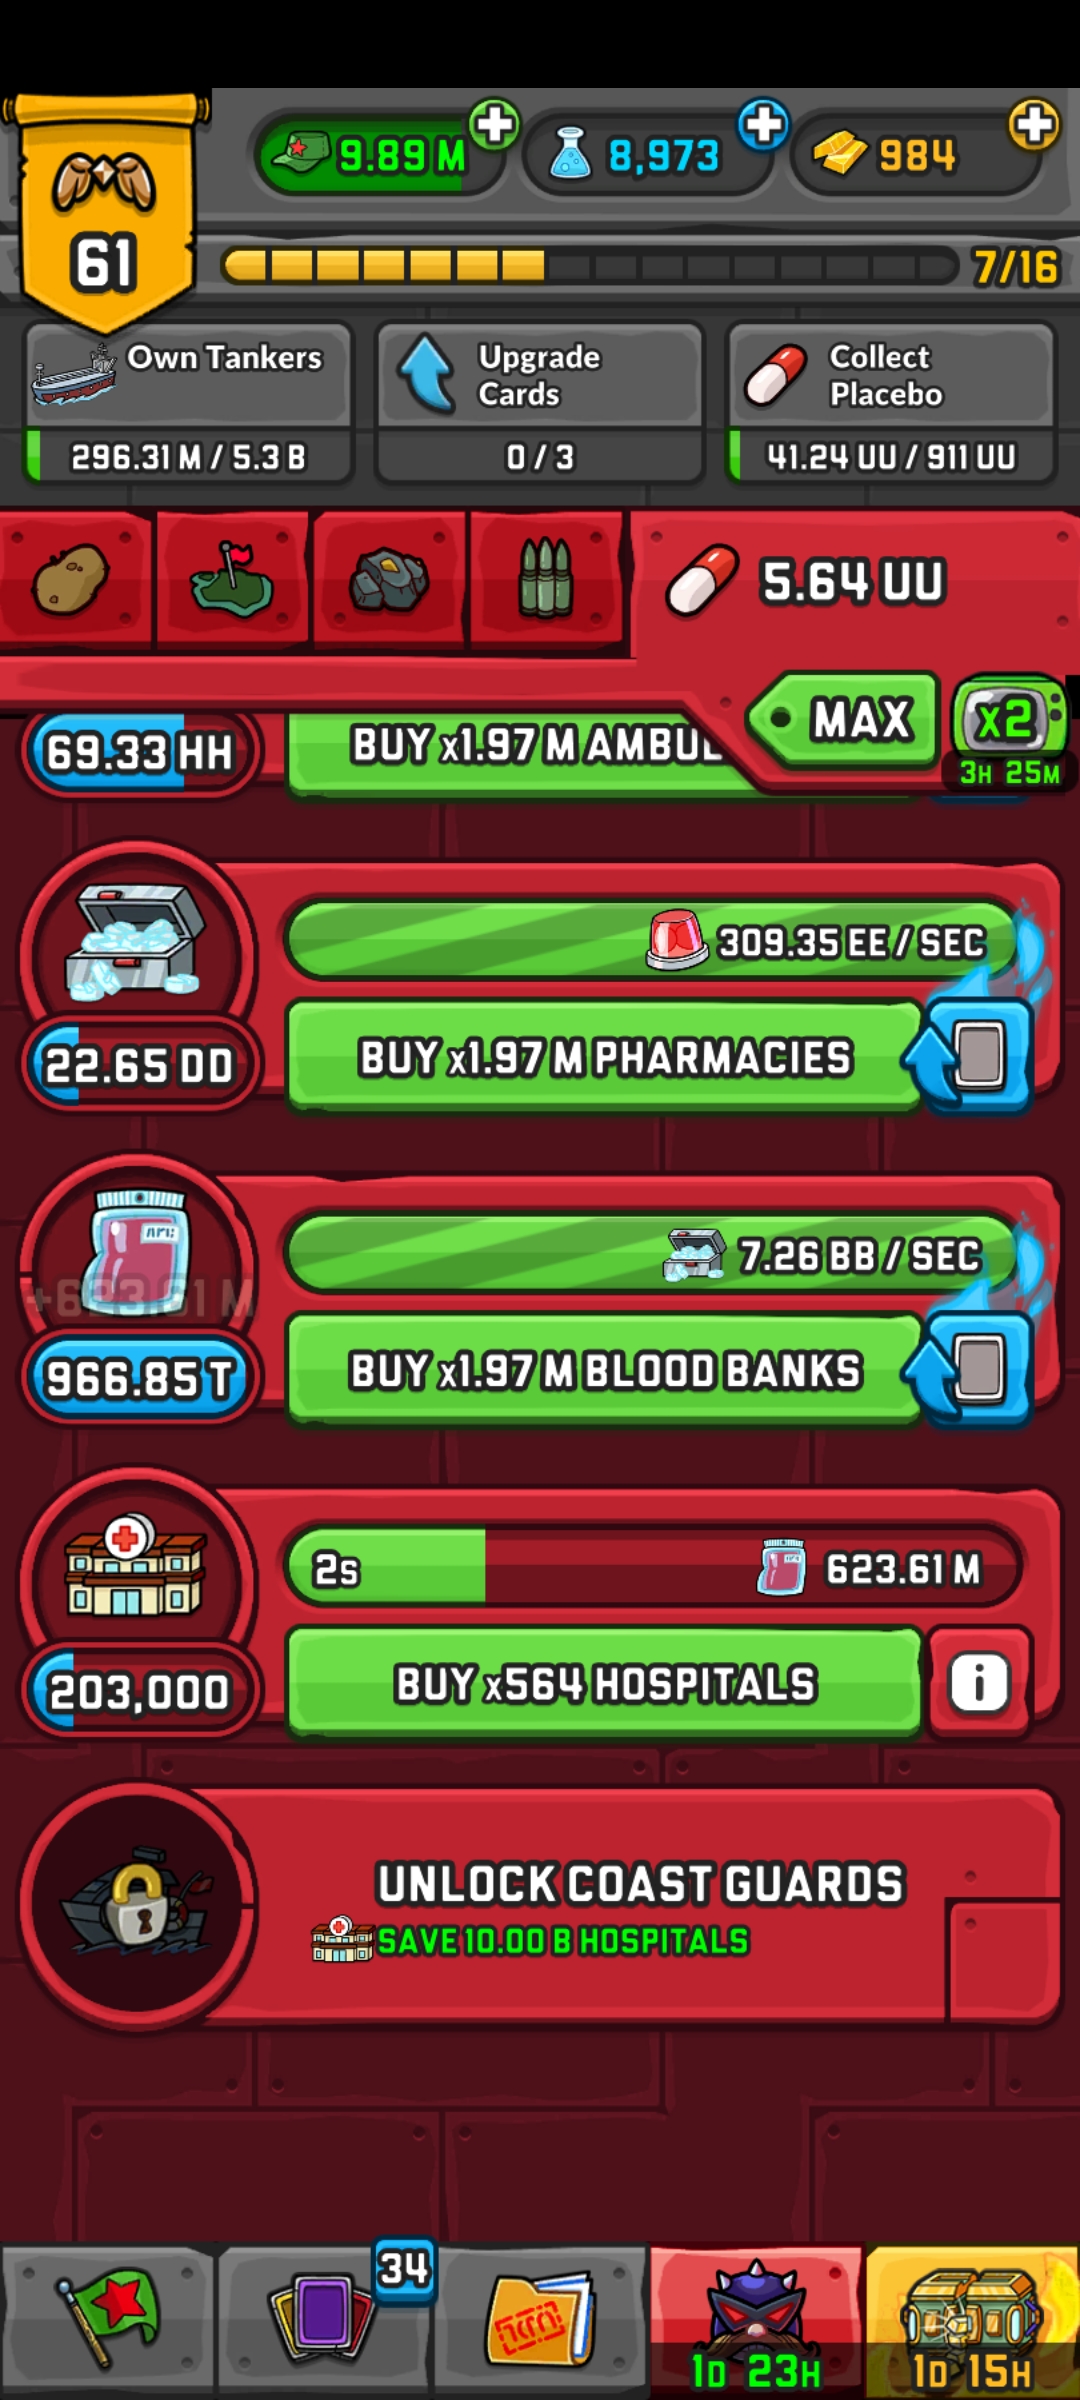 9.89 M
8,973
984
61
7/16
Own Tankers
296.31 M / 5.3 B
Upgrade
Cards
0 / 3
Collect
Placebo
41.24 UU / 911 UU
5.64 UU
MAX
x2
3H 25M
69.33 HH
BUY x1.97 M AMBUL
309.35 EE / SEC
22.65 DD
BUY x1.97 M PHARMACIES
7.26 BB / SEC
+623.61 M
966.85 T
BUY x1.97 M BLOOD BANKS
2s
623.61 M
203,000
BUY x564 HOSPITALS
i
UNLOCK COAST GUARDS
SAVE 10.00 B HOSPITALS
34
1D 23H
1D 15H